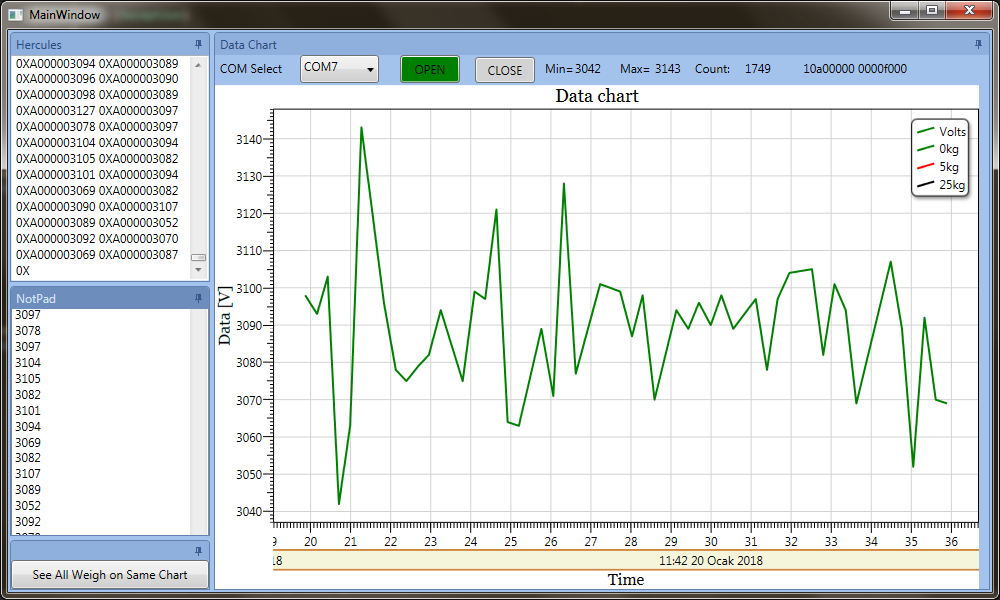 MainWindow
Hercules
0XA000003094 0XA000003089
0XA000003096 0XA000003090
0XA000003098 0XA000003089
0XA000003127 0XA000003097
0XA000003078 0XA000003097
0XA000003104 0XA000003094
0XA000003105 0XA000003082
0XA000003101 0XA000003094
0XA000003069 0XA000003082
0XA000003090 0XA000003107
0XA000003089 0XA000003052
0XA000003092 0XA000003070
0XA000003069 0XA000003087
0X
NotPad
3097
3078
3097
3104
3105
3082
3101
3094
3069
3082
3107
3089
3052
3092
See All Weigh on Same Chart
Data Chart
COM Select COM7 OPEN CLOSE Min= 3042 Max= 3143 Count: 1749 10a00000 0000f000
Data chart
Volts
0kg
5kg
25kg
Data [V]
3140
3130
3120
3110
3100
3090
3080
3070
3060
3050
3040
9 20 21 22 23 24 25 26 27 28 29 30 31 32 33 34 35 36
18 11:42 20 Ocak 2018
Time